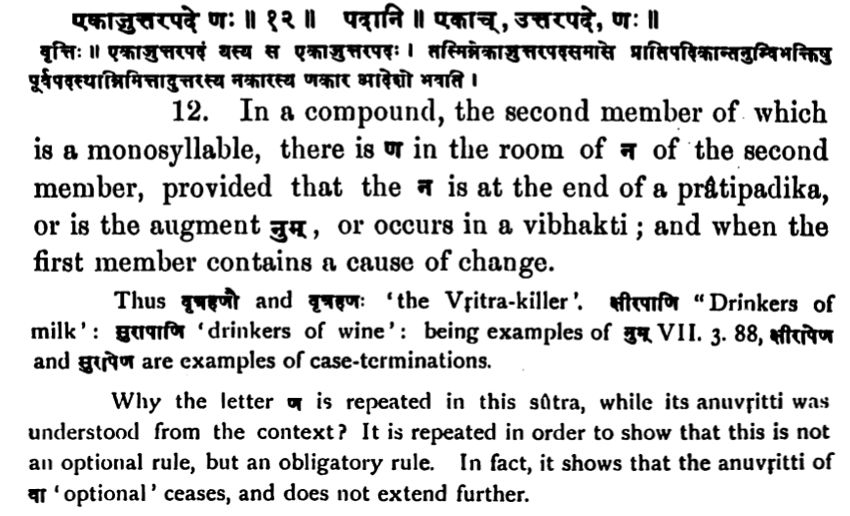 एकाजुत्तरपदे णः ॥ १२ ॥ पदानि ॥ एकाच्, उत्तरपदे, णः ॥
वृत्तिः ॥ एकाजुत्तरपदं यस्य स एकाजुत्तरपदः । तस्मिन्नेकाजुत्तरपदसमासे प्रातिपदिकान्तनुम्विभक्तिषु
पूर्वपदस्थान्निमित्तादुत्तरस्य नकारस्य णकार आदेशो भवति ।
12. In a compound, the second member of which
is a monosyllable, there is ण in the room of न of the second
member, provided that the न is at the end of a prâtipadika,
or is the augment नुम्, or occurs in a vibhakti; and when the
first member contains a cause of change.
Thus वृत्रहणौ and वृत्रहणः 'the Vṛitra-killer'. क्षीरपाणि "Drinkers of
milk': सुरापाणि 'drinkers of wine': being examples of नुम् VII. 3. 88, क्षीरापेण
and सुरापेण are examples of case-terminations.
Why the letter ण is repeated in this sûtra, while its anuvṛitti was
understood from the context? It is repeated in order to show that this is not
an optional rule, but an obligatory rule. In fact, it shows that the anuvṛitti of
वा 'optional' ceases, and does not extend further.